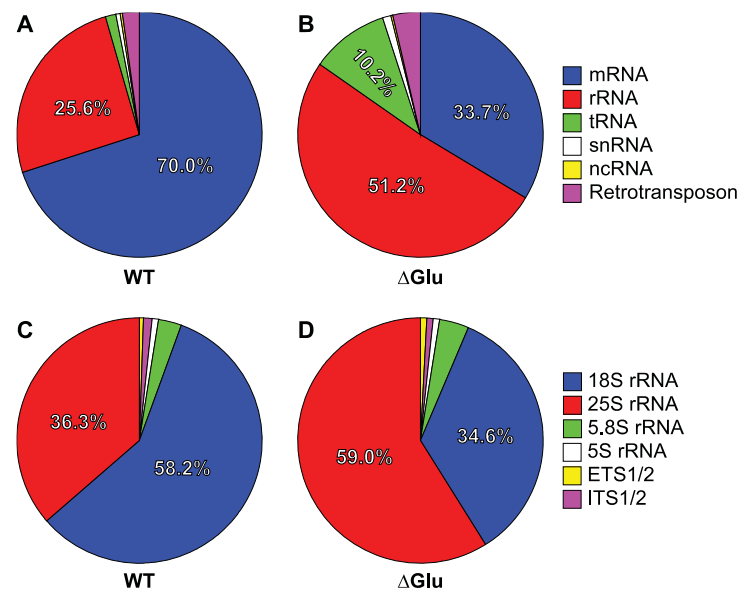 A
B
25.6%
70.0%
10.2%
33.7%
51.2%
mRNA
rRNA
tRNA
snRNA
ncRNA
Retrotransposon
WT
ΔGlu
C
D
36.3%
58.2%
34.6%
59.0%
18S rRNA
25S rRNA
5.8S rRNA
5S rRNA
ETS1/2
ITS1/2
WT
ΔGlu